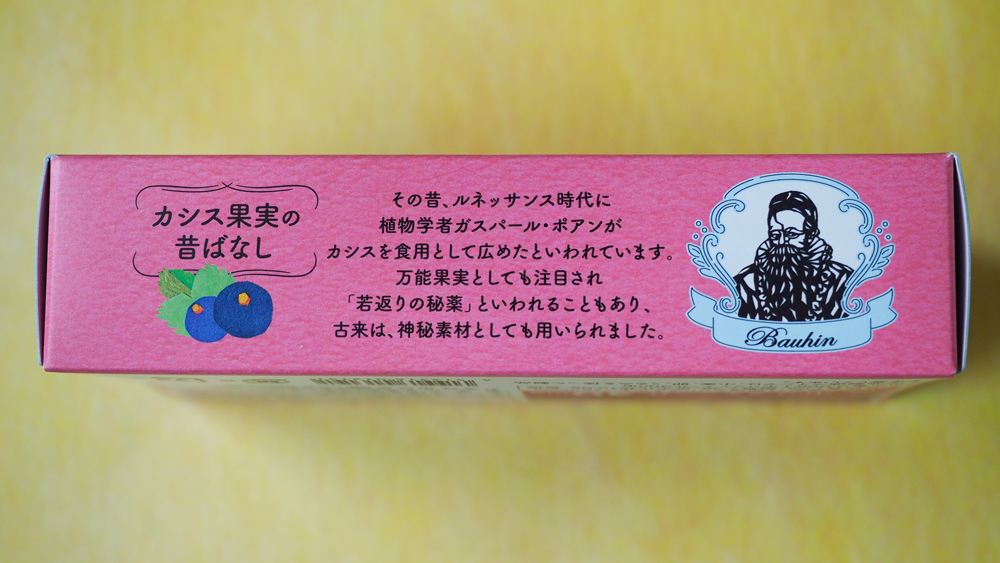 カシス果実の
昔ばなし
その昔、ルネッサンス時代に
植物学者ガスパール・ボアンが
カシスを食用として広めたといわれています。
万能果実としても注目され
「若返りの秘薬」といわれることもあり、
古来は、神秘素材としても用いられました。
Bauhin